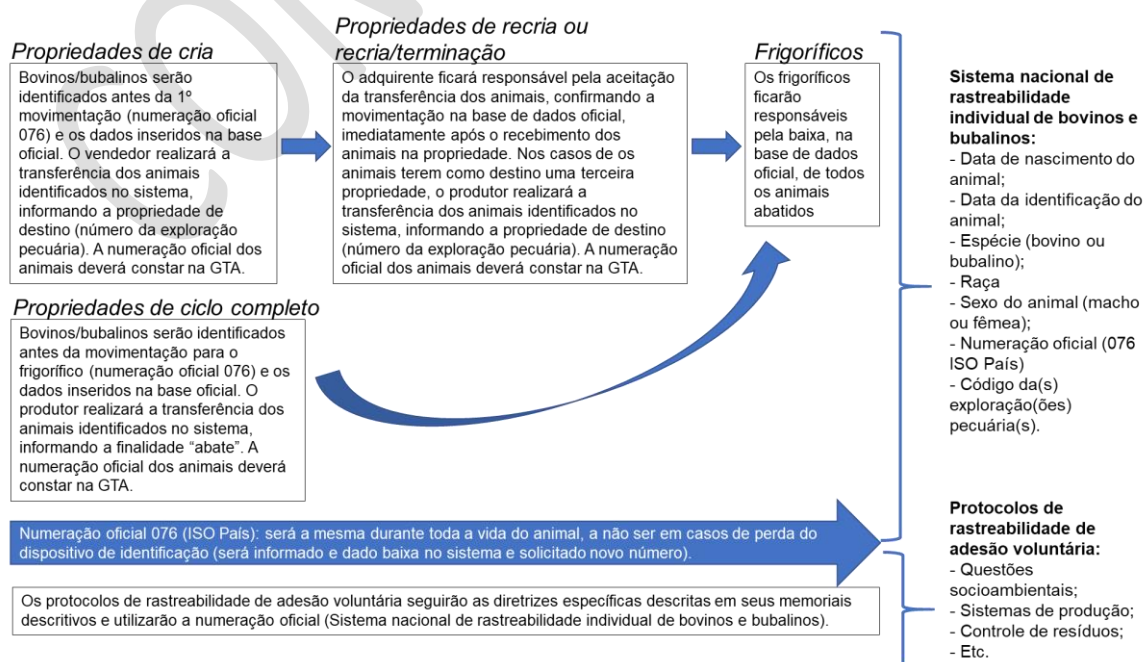 Propriedades de cria
Bovinos/bubalinos serão
identificados antes da 1º
movimentação (numeração oficial
076) e os dados inseridos na base
oficial. O vendedor realizará a
transferência dos animais
identificados no sistema,
informando a propriedade de
destino (número da exploração
pecuária). A numeração oficial dos
animais deverá constar na GTA.
Propriedades de recria ou
recria/terminação
O adquirente ficará responsável pela aceitação
da transferência dos animais, confirmando a
movimentação na base de dados oficial,
imediatamente após o recebimento dos
animais na propriedade. Nos casos de os
animais terem como destino uma terceira
propriedade, o produtor realizará a
transferência dos animais identificados no
sistema, informando a propriedade de destino
(número da exploração pecuária). A numeração
oficial dos animais deverá constar na GTA.
Frigoríficos
Os frigoríficos
ficarão
responsáveis
pela baixa, na
base de dados
oficial, de todos
os animais
abatidos
Propriedades de ciclo completo
Bovinos/bubalinos serão identificados
antes da movimentação para o
frigorífico (numeração oficial 076) e os
dados inseridos na base oficial. O
produtor realizará a transferência dos
animais identificados no sistema,
informando a finalidade “abate”. A
numeração oficial dos animais deverá
constar na GTA.
Numeração oficial 076 (ISO País): será a mesma durante toda a vida do animal, a não ser em casos de perda do
dispositivo de identificação (será informado e dado baixa no sistema e solicitado novo número).
Os protocolos de rastreabilidade de adesão voluntária seguirão as diretrizes específicas descritas em seus memoriais
descritivos e utilizarão a numeração oficial (Sistema nacional de rastreabilidade individual de bovinos e bubalinos).
Sistema nacional de
rastreabilidade
individual de bovinos e
bubalinos:
- Data de nascimento do
animal;
- Data da identificação do
animal;
- Espécie (bovino ou
bubalino);
- Raça
- Sexo do animal (macho
ou fêmea);
- Numeração oficial (076
ISO País)
- Código da(s)
exploração(ões)
pecuária(s).
Protocolos de
rastreabilidade de
adesão voluntária:
- Questões
socioambientais;
- Sistemas de produção;
- Controle de resíduos;
- Etc.